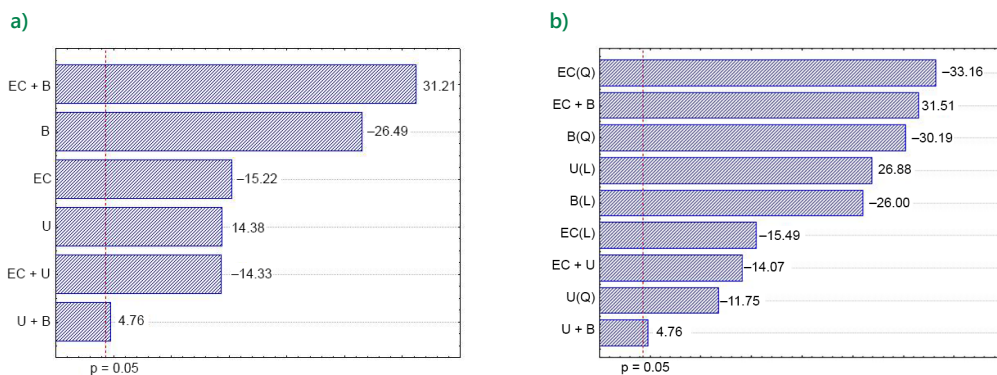 a)
EC + B 31.21
B –26.49
EC –15.22
U 14.38
EC + U –14.33
U + B 4.76
p = 0.05
b)
EC(Q) –33.16
EC + B 31.51
B(Q) –30.19
U(L) 26.88
B(L) –26.00
EC(L) –15.49
EC + U –14.07
U(Q) –11.75
U + B 4.76
p = 0.05